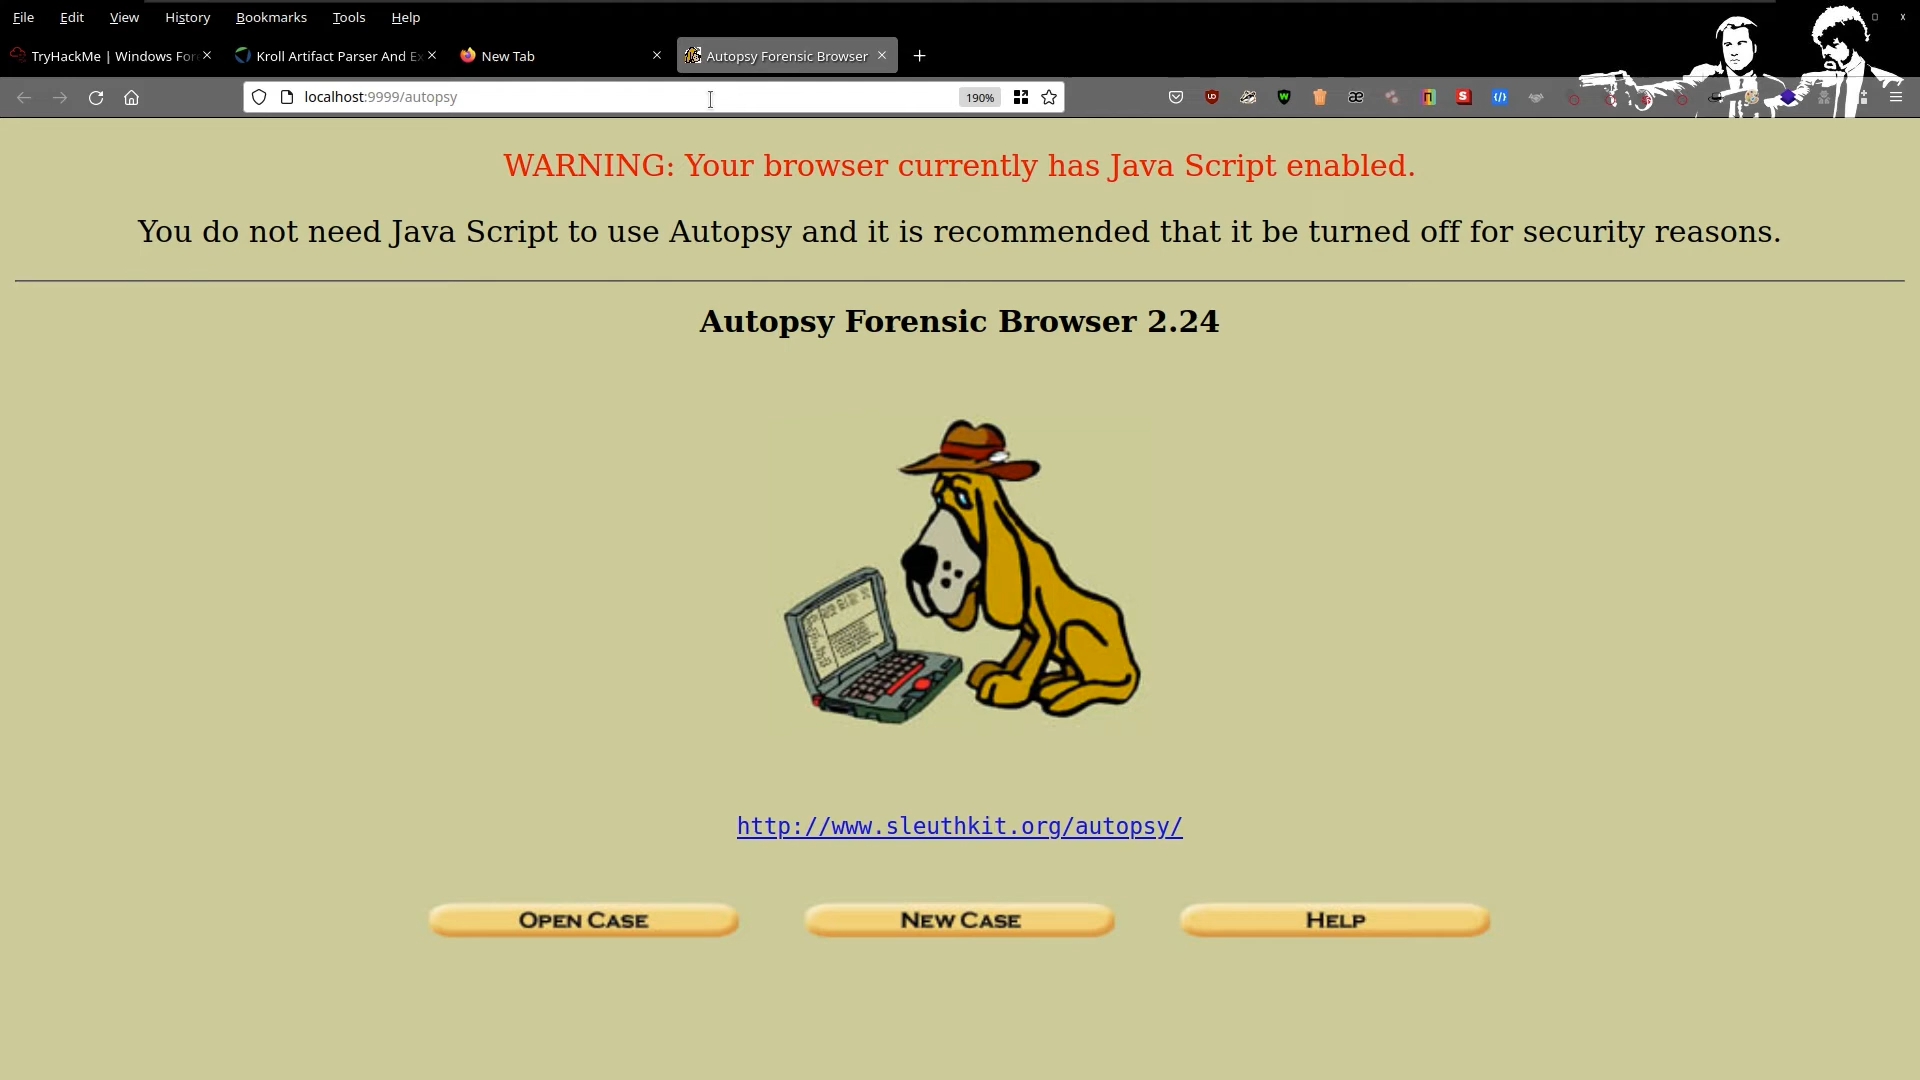 File Edit View History Bookmarks Tools Help
TryHackMe | Windows For
Kroll Artifact Parser And E
New Tab
Autopsy Forensic Browser
localhost:9999/autopsy
190%
WARNING: Your browser currently has Java Script enabled.
You do not need Java Script to use Autopsy and it is recommended that it be turned off for security reasons.
Autopsy Forensic Browser 2.24
http://www.sleuthkit.org/autopsy/
OPEN CASE
NEW CASE
HELP